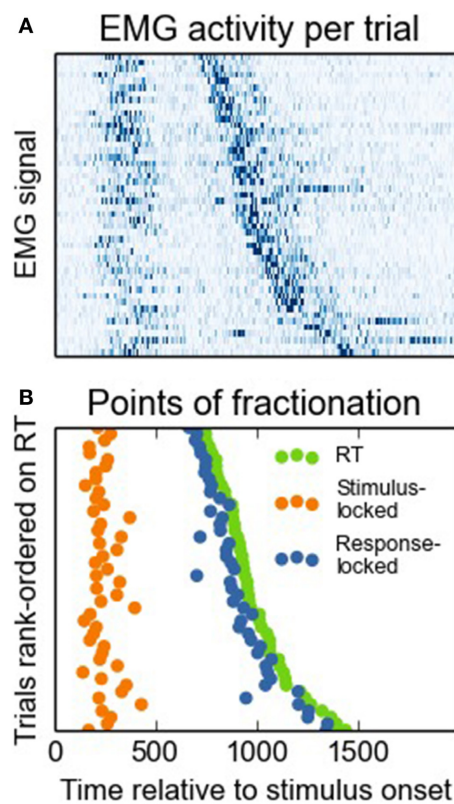 A
EMG activity per trial
EMG signal
B
Points of fractionation
Trials rank-ordered on RT
RT
Stimulus-
locked
Response-
locked
0 500 1000 1500
Time relative to stimulus onset